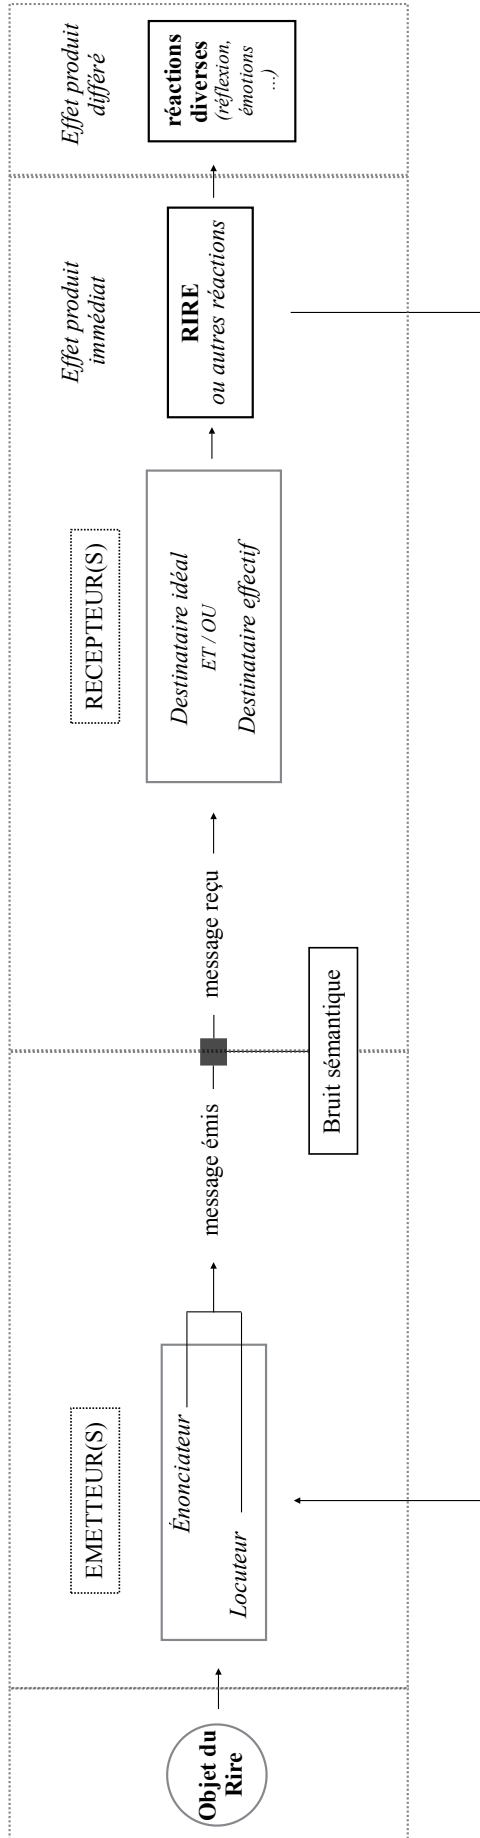 Objet du
Rire
EMETTEUR(S)
Énonciateur
Locuteur
message émis
Bruit sémantique
message reçu
RECEPTEUR(S)
Destinataire idéal
ET / OU
Destinataire effectif
Effet produit
immédiat
RIRE
ou autres réactions
Effet produit
différé
réactions
diverses
(réflexion,
émotions
...)